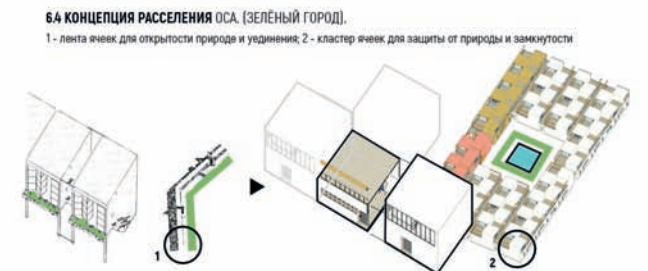 6.4 КОНЦЕПЦИЯ РАССЕЛЕНИЯ ОСА. (ЗЕЛЁНЫЙ ГОРОД).
1 - лента ячеек для открытости природе и уединения; 2 - кластер ячеек для защиты от природы и замкнутости
1
2